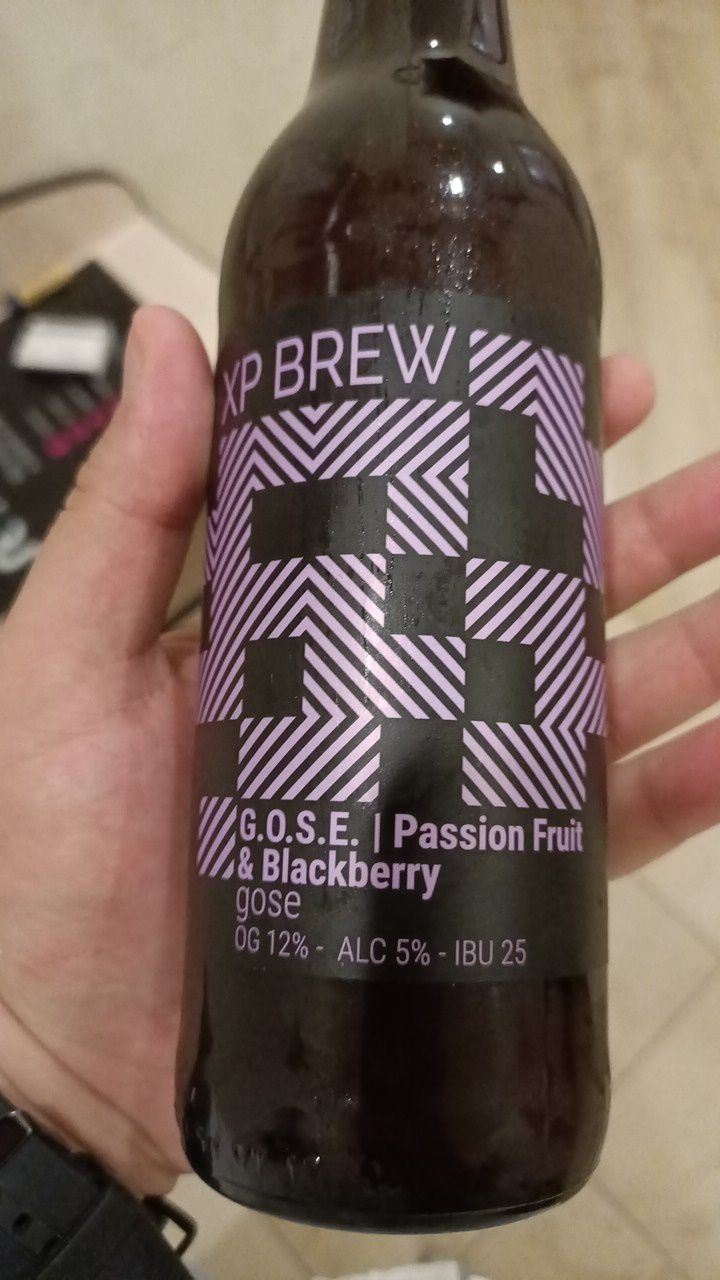 XP BREW
G.O.S.E. | Passion Fruit
& Blackberry
gose
OG 12% - ALC 5% - IBU 25